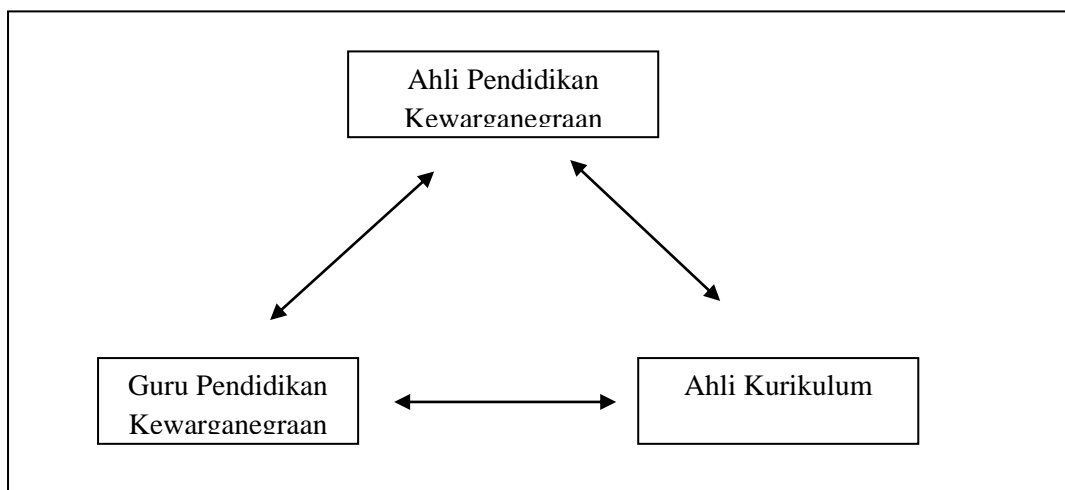 Ahli Pendidikan
Kewarganegraan
Guru Pendidikan
Kewarganegraan
Ahli Kurikulum